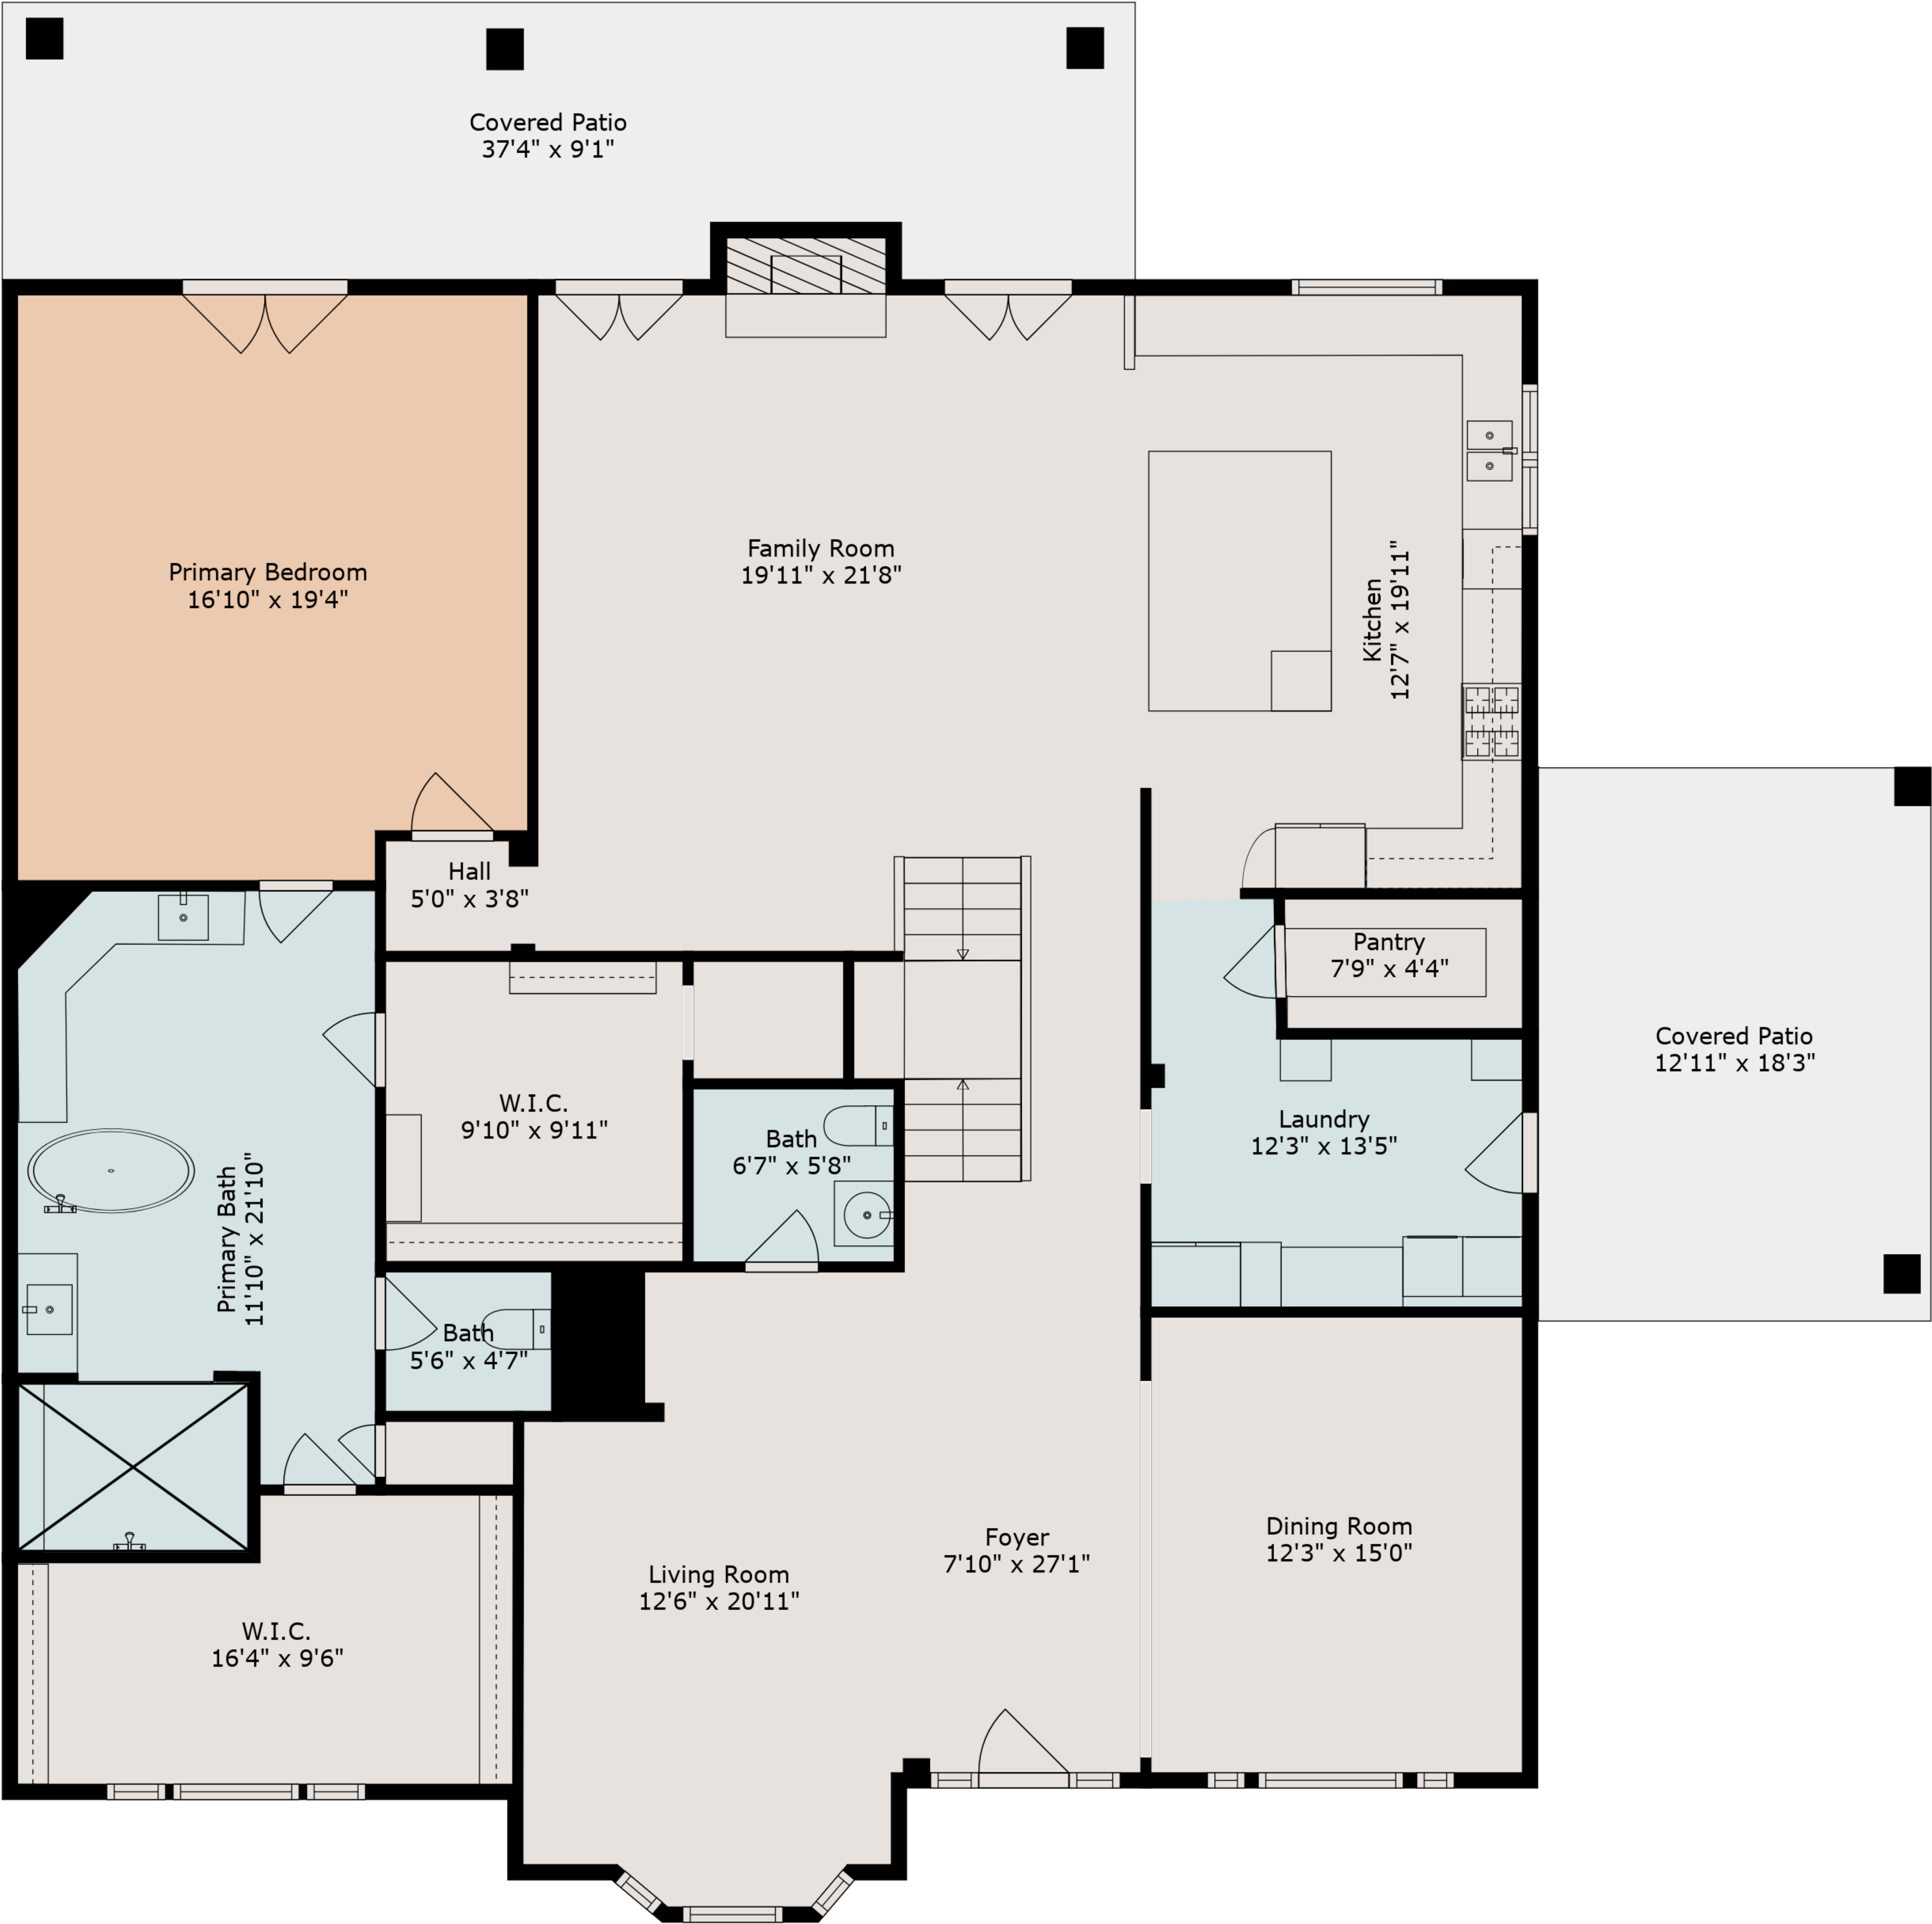 Covered Patio
37'4" x 9'1"
Primary Bedroom
16'10" x 19'4"
Family Room
19'11" x 21'8"
Kitchen
12'7" x 19'11"
Hall
5'0" x 3'8"
Pantry
7'9" x 4'4"
Covered Patio
12'11" x 18'3"
W.I.C.
9'10" x 9'11"
Bath
6'7" x 5'8"
Laundry
12'3" x 13'5"
Primary Bath
11'10" x 21'10"
Bath
5'6" x 4'7"
Foyer
7'10" x 27'1"
Dining Room
12'3" x 15'0"
Living Room
12'6" x 20'11"
W.I.C.
16'4" x 9'6"